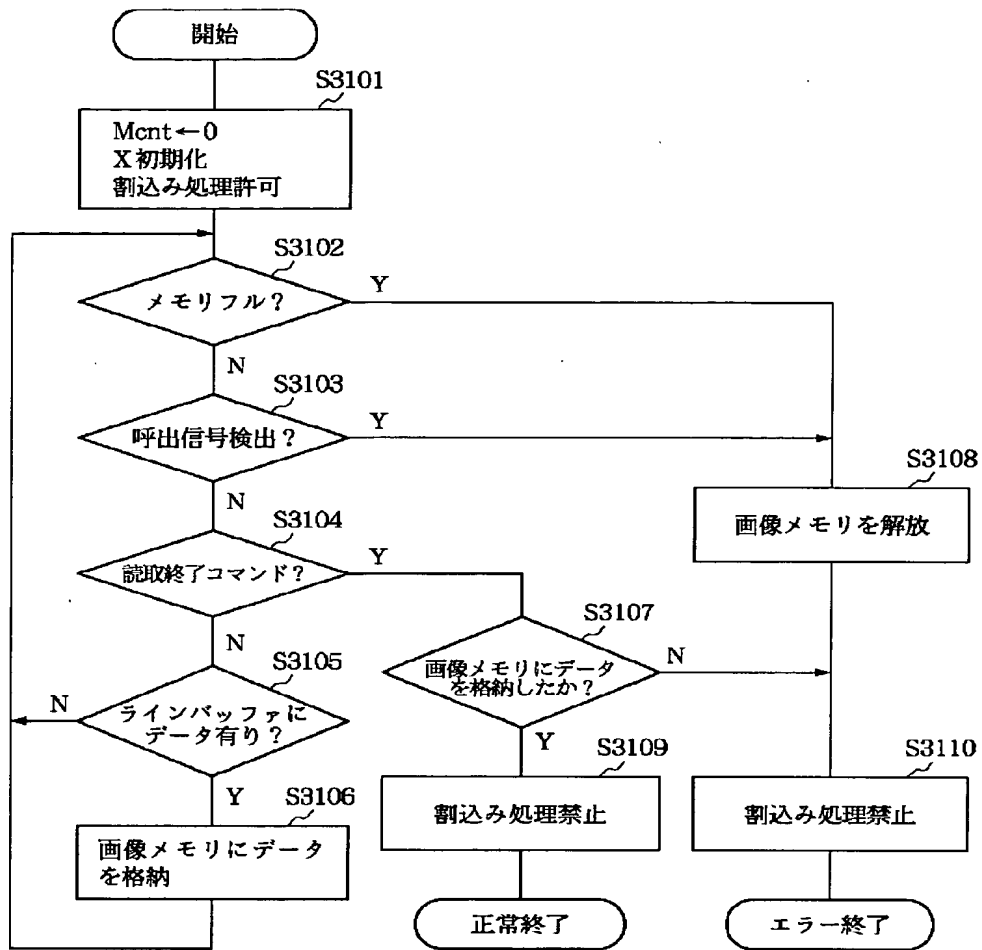 開始
S3101
Mcnt←0
X初期化
割込み処理許可
S3102
メモリフル?
Y
N
S3103
呼出信号検出?
Y
N
S3104
読取終了コマンド?
Y
N
S3105
ラインバッファに
データ有り?
N
Y
S3106
画像メモリにデータ
を格納
S3107
画像メモリにデータ
を格納したか?
N
Y
S3108
画像メモリを解放
S3109
割込み処理禁止
正常終了
S3110
割込み処理禁止
エラー終了